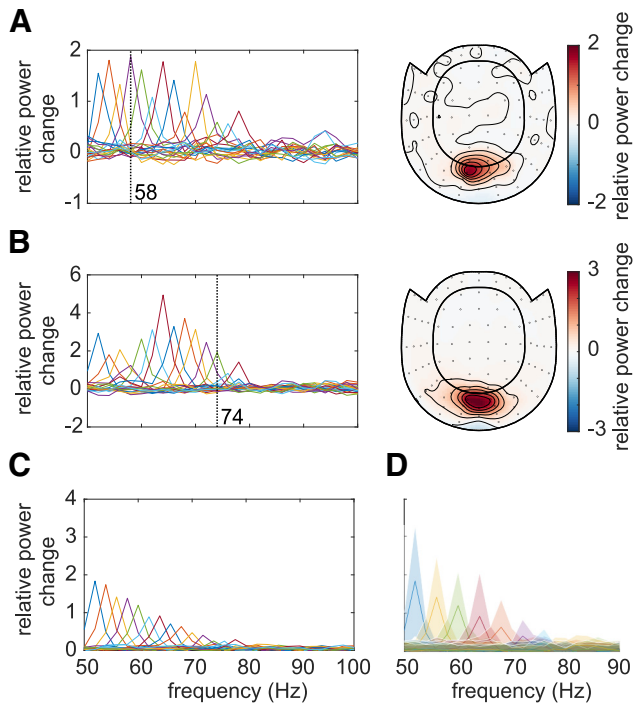 A
relative power
change
2
1
0
-1
58
2
0
-2
relative power change
B
relative power
change
6
4
2
0
-2
74
3
0
-3
relative power change
C
relative power
change
4
3
2
1
0
50 60 70 80 90 100
frequency (Hz)
D
50 60 70 80 90
frequency (Hz)